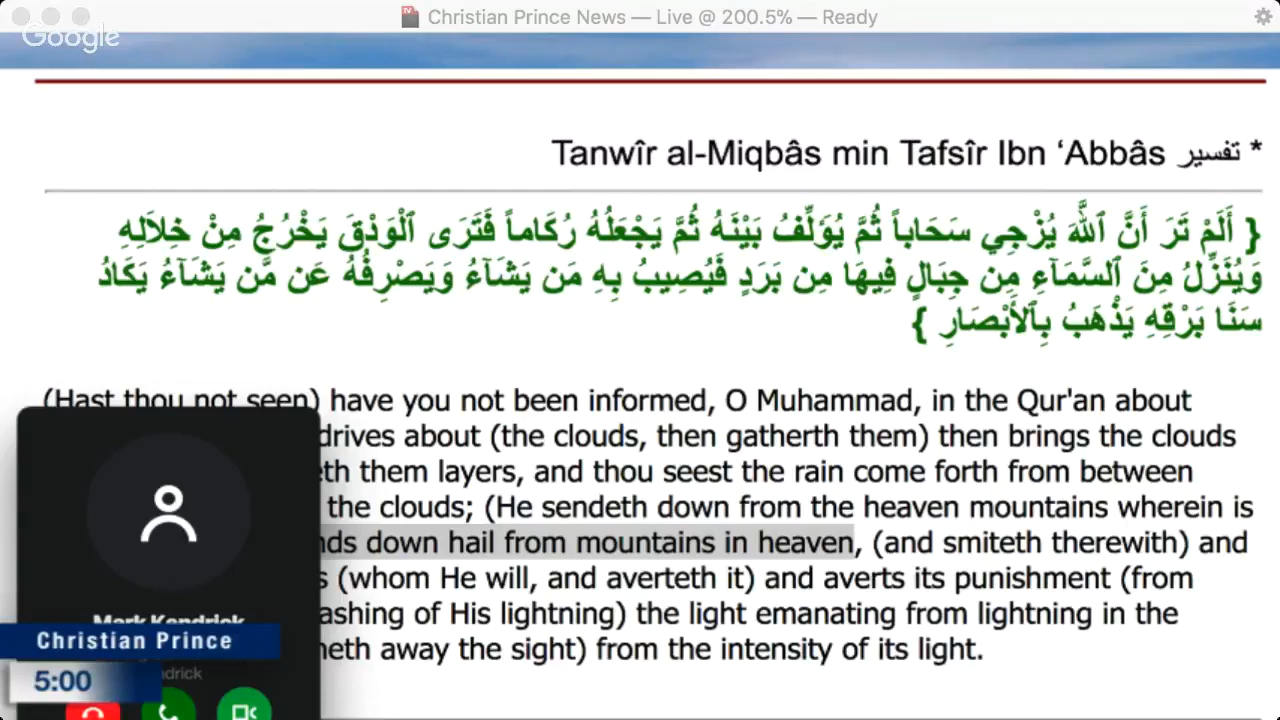 Christian Prince News — Live @ 200.5% — Ready
Google
Tanwîr al-Miqbâs min Tafsîr Ibn ‘Abbâs تفسير *
{ أَلَمْ تَرَ أَنَّ ٱللَّهَ يُزْجِي سَحَاباً ثُمَّ يُؤَلِّفُ بَيْنَهُ ثُمَّ يَجْعَلُهُ رُكَاماً فَتَرَى ٱلْوَدْقَ يَخْرُجُ مِنْ خِلاَلِهِ
وَيُنَزِّلُ مِنَ ٱلسَّمَآءِ مِن جِبَالٍ فِيهَا مِن بَرَدٍ فَيُصِيبُ بِهِ مَن يَشَآءُ وَيَصْرِفُهُ عَن مَّن يَشَآءُ يَكَادُ
سَنَا بَرْقِهِ يَذْهَبُ بِٱلأَبْصَارِ }
(Hast thou not seen) have you not been informed, O Muhammad, in the Qur'an about
drives about (the clouds, then gatherth them) then brings the clouds
them layers, and thou seest the rain come forth from between
the clouds; (He sendeth down from the heaven mountains wherein is
down hail from mountains in heaven, (and smiteth therewith) and
(whom He will, and averteth it) and averts its punishment (from
of His lightning) the light emanating from lightning in the
away the sight) from the intensity of its light.
Mark Kendrick
Christian Prince
5:00